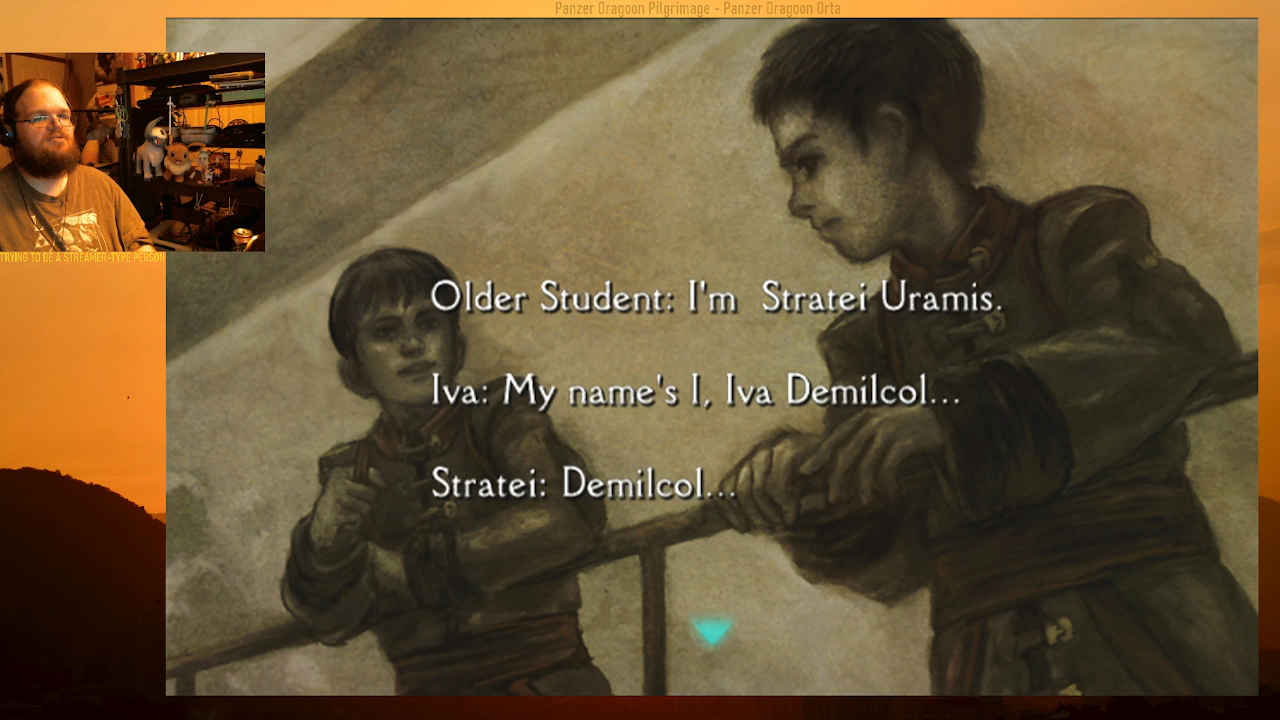 Panzer Dragoon Pilgrimage - Panzer Dragoon Orta
TRYING TO BE A STREAMER-TYPE PERSON
Older Student: I'm  Stratei Uramis.
Iva: My name's I, Iva Demilcol...
Stratei: Demilcol...